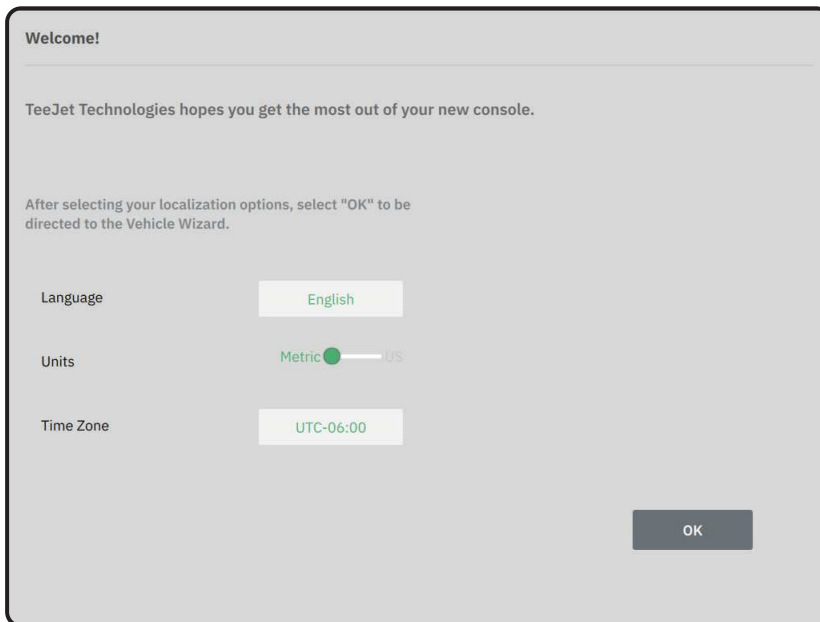 Welcome!
TeeJet Technologies hopes you get the most out of your new console.
After selecting your localization options, select "OK" to be
directed to the Vehicle Wizard.
Language English
Units Metric US
Time Zone UTC-06:00
OK